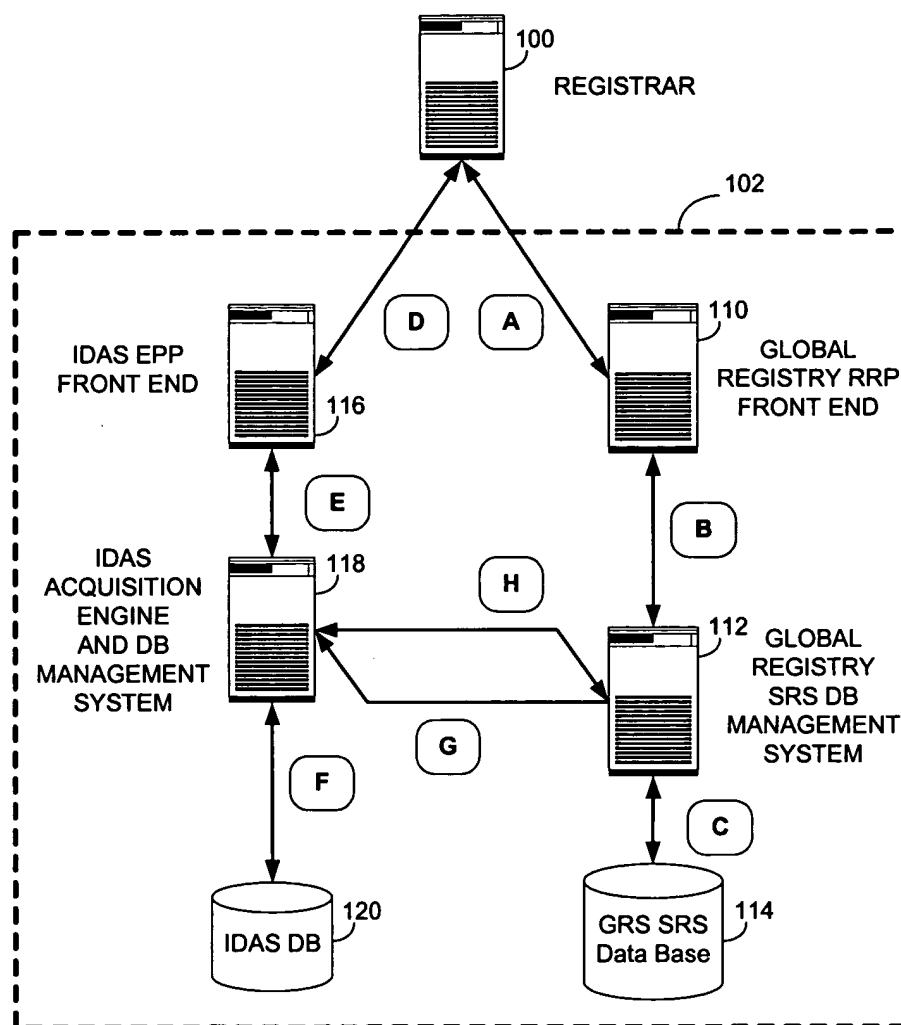 100
REGISTRAR
102
D
A
110
IDAS EPP
FRONT END
116
GLOBAL
REGISTRY RRP
FRONT END
E
B
IDAS
ACQUISITION
ENGINE
AND DB
MANAGEMENT
SYSTEM
118
H
112
GLOBAL
REGISTRY
SRS DB
MANAGEMENT
SYSTEM
G
F
C
120
IDAS DB
114
GRS SRS
Data Base